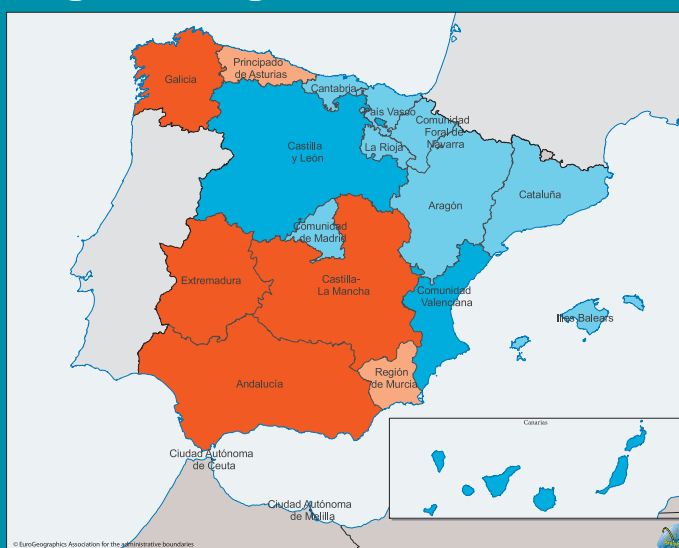 Galicia
Principado
de Asturias
Cantabria
País Vasco
Comunidad
Foral de
Navarra
La Rioja
Castilla
y León
Aragón
Cataluña
Comunidad
de Madrid
Extremadura
Castilla-
La Mancha
Comunidad
Valenciana
Illes Balears
Andalucía
Región
de Murcia
Canarias
Ciudad Autónoma
de Ceuta
Ciudad Autónoma
de Melilla
© EuroGeographics Association for the administrative boundaries